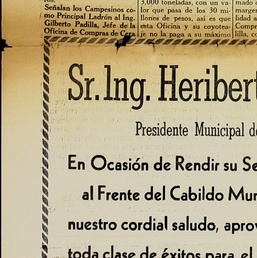 Señalan los Campesinos co-
mo Principal Ladrón al Ing.
Gilberto Padilla, Jefe de la
Oficina de Compras de Cera
3,000 toneladas, con un va-
lor que pasa de los 30 mi-
llones de pesos, así es que
esta Oficina y su coyotea-
je no la paga a su máximo
Sr. Ing. Heribert
Presidente Municipal d
En Ocasión de Rendir su Se
al Frente del Cabildo Mun
nuestro cordial saludo, aprov
toda clase de éxitos para el